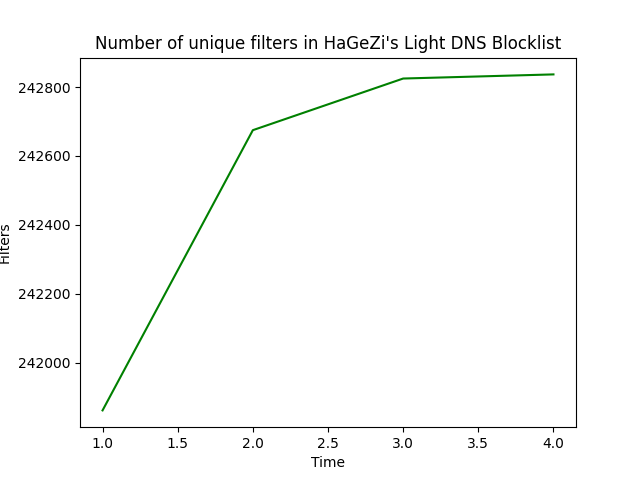 Number of unique filters in HaGeZi's Light DNS Blocklist
242800
242600
242400
242200
242000
Filters
1.0 1.5 2.0 2.5 3.0 3.5 4.0
Time